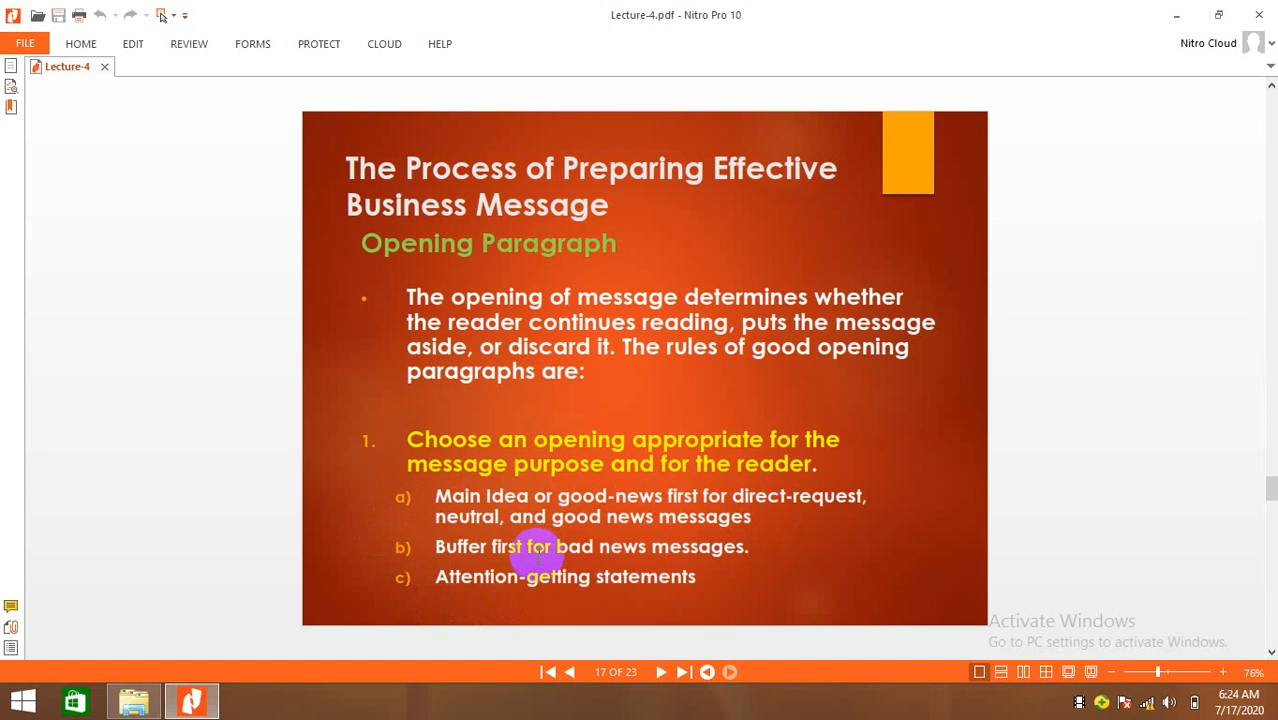 Lecture-4.pdf - Nitro Pro 10
FILE HOME EDIT REVIEW FORMS PROTECT CLOUD HELP Nitro Cloud
Lecture-4
The Process of Preparing Effective
Business Message
Opening Paragraph
• The opening of message determines whether
the reader continues reading, puts the message
aside, or discard it. The rules of good opening
paragraphs are:
1. Choose an opening appropriate for the
message purpose and for the reader.
a) Main Idea or good-news first for direct-request,
neutral, and good news messages
b) Buffer first for bad news messages.
c) Attention-getting statements
Activate Windows
Go to PC settings to activate Windows.
17 OF 23 76%
6:24 AM
7/17/2020